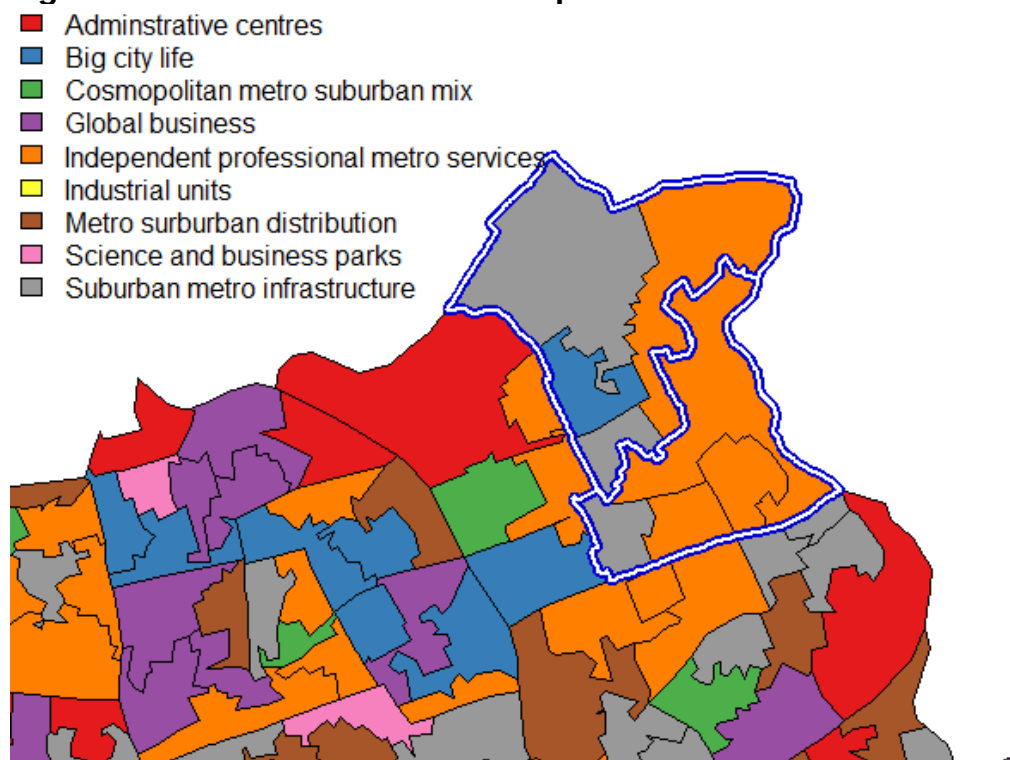 Adminstrative centres
Big city life
Cosmopolitan metro suburban mix
Global business
Independent professional metro services
Industrial units
Metro surburban distribution
Science and business parks
Suburban metro infrastructure